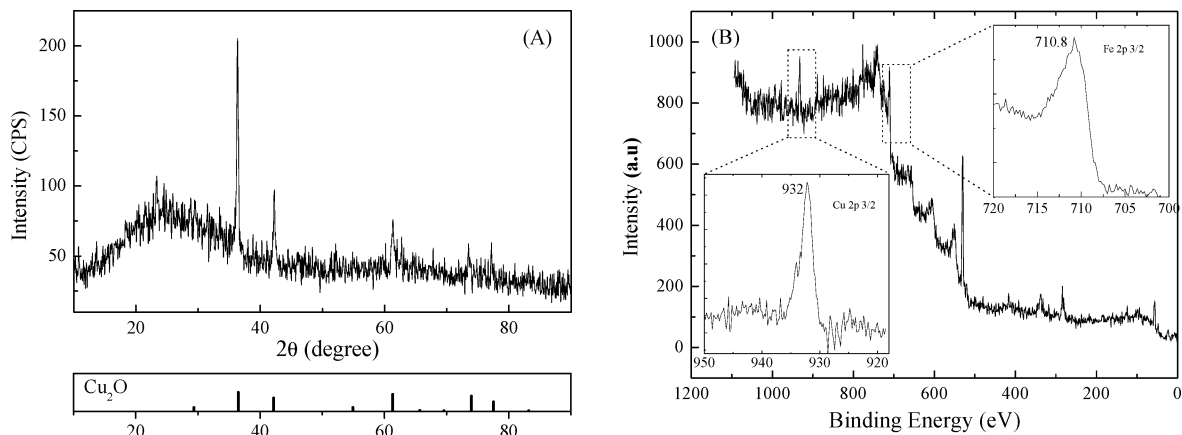 (A)
200
150
100
50
Intensity (CPS)
20 40 60 80
2θ (degree)
Cu₂O
20 40 60 80
(B)
1000
800
600
400
200
0
Intensity (a.u)
1200 1000 800 600 400 200 0
Binding Energy (eV)
710.8
Fe 2p 3/2
720 715 710 705 700
932
Cu 2p 3/2
950 940 930 920